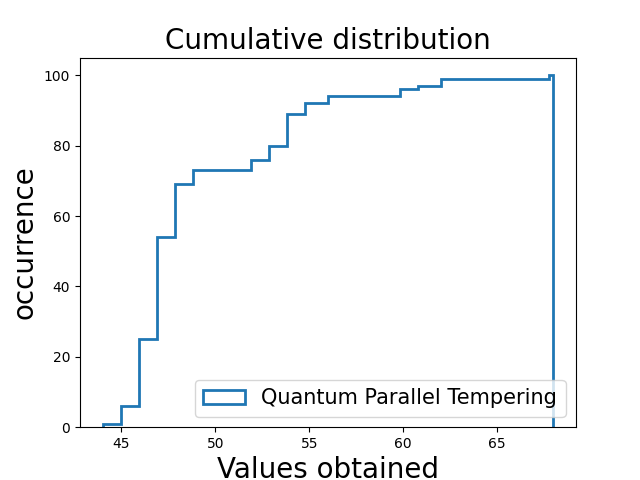 Cumulative distribution
100
80
60
40
20
0
occurrence
Quantum Parallel Tempering
45 50 55 60 65
Values obtained